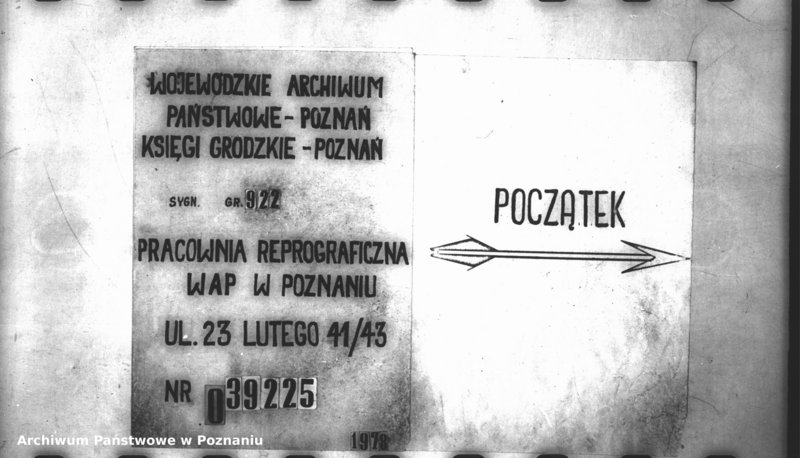 WOJEWÓDZKIE ARCHIWUM
PAŃSTWOWE - POZNAŃ
KSIĘGI GRODZKIE - POZNAŃ
SYGN. GR. 922
PRACOWNIA REPROGRAFICZNA
WAP W POZNANIU
UL. 23 LUTEGO 41/43
NR 039225
1978
POCZĄTEK
Archiwum Państwowe w Poznaniu